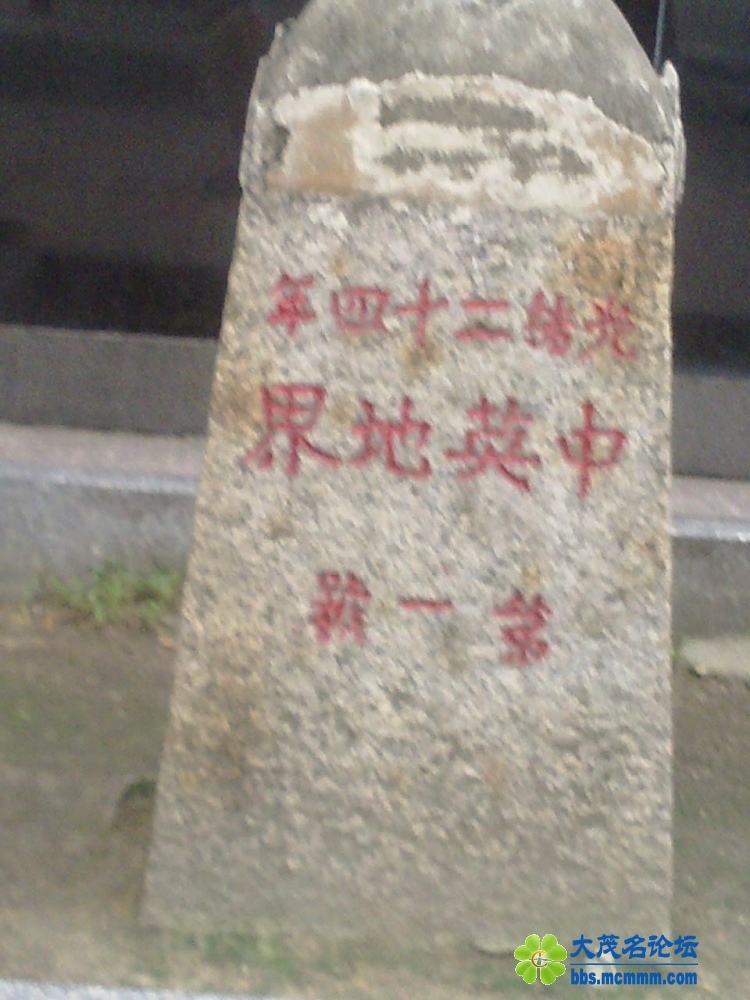 光緒二十四年
中英地界
第一號
大茂名论坛
bbs.mcmmm.com